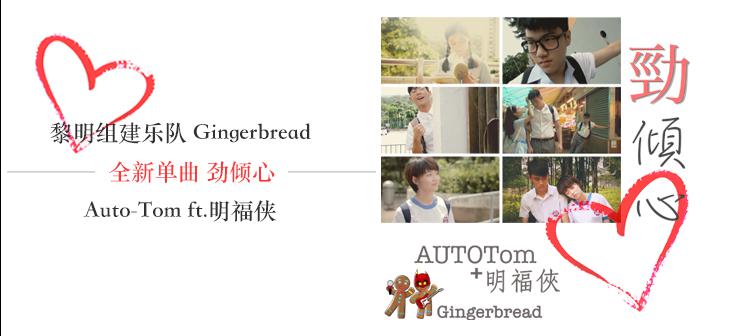 黎明组建乐队 Gingerbread
全新单曲 劲倾心
Auto-Tom ft.明福侠
勁
傾
心
AUTOTom
+明福俠
Gingerbread